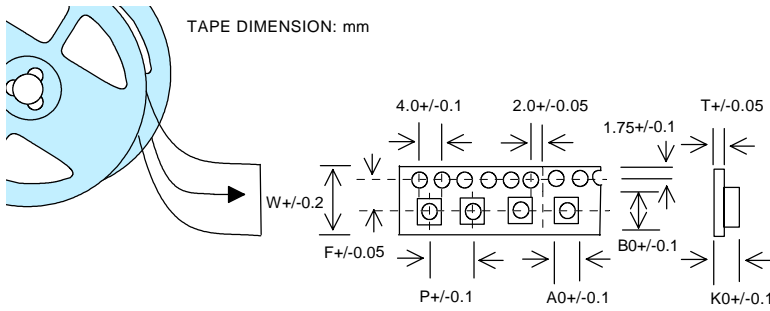 TAPE DIMENSION: mm
4.0+/-0.1
2.0+/-0.05
T+/-0.05
1.75+/-0.1
W+/-0.2
F+/-0.05
B0+/-0.1
P+/-0.1
A0+/-0.1
K0+/-0.1